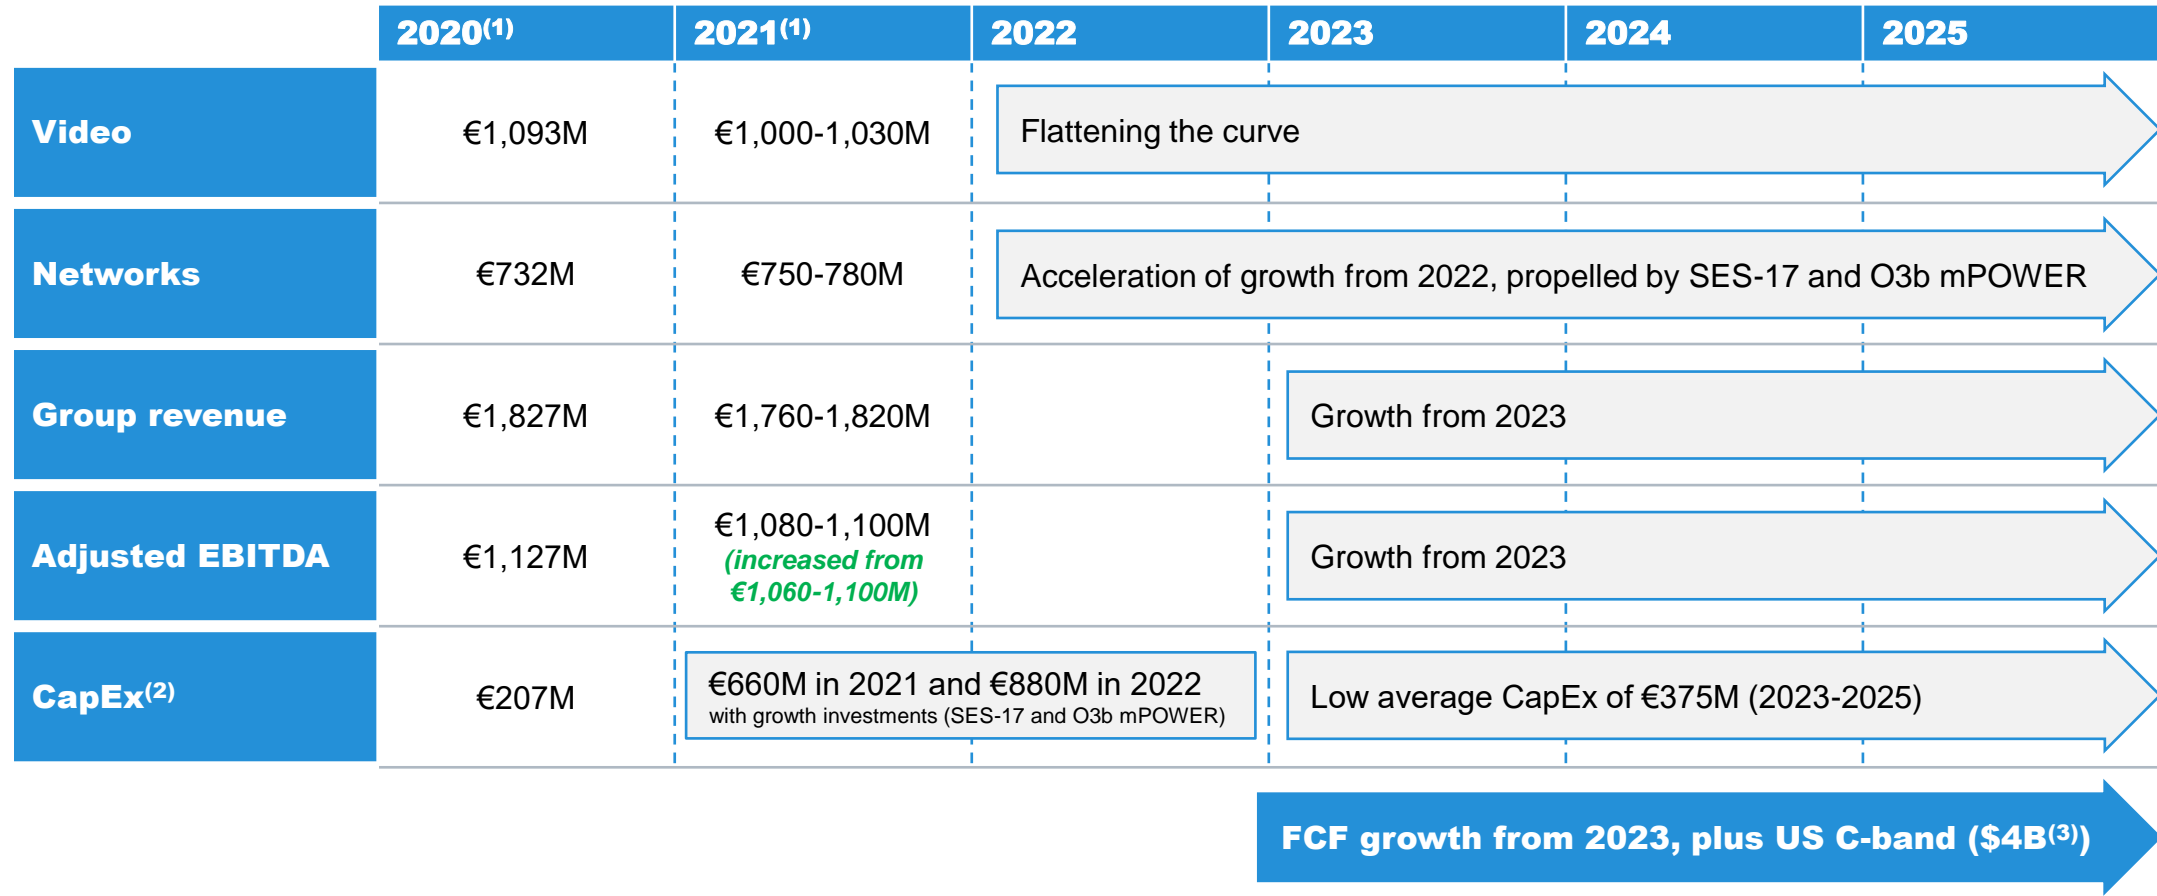 2020(1) 2021(1) 2022 2023 2024 2025
Video €1,093M €1,000-1,030M Flattening the curve
Networks €732M €750-780M Acceleration of growth from 2022, propelled by SES-17 and O3b mPOWER
Group revenue €1,827M €1,760-1,820M Growth from 2023
Adjusted EBITDA €1,127M €1,080-1,100M
(increased from
€1,060-1,100M)
Growth from 2023
CapEx(2) €207M €660M in 2021 and €880M in 2022
with growth investments (SES-17 and O3b mPOWER)
Low average CapEx of €375M (2023-2025)
FCF growth from 2023, plus US C-band ($4B(3))